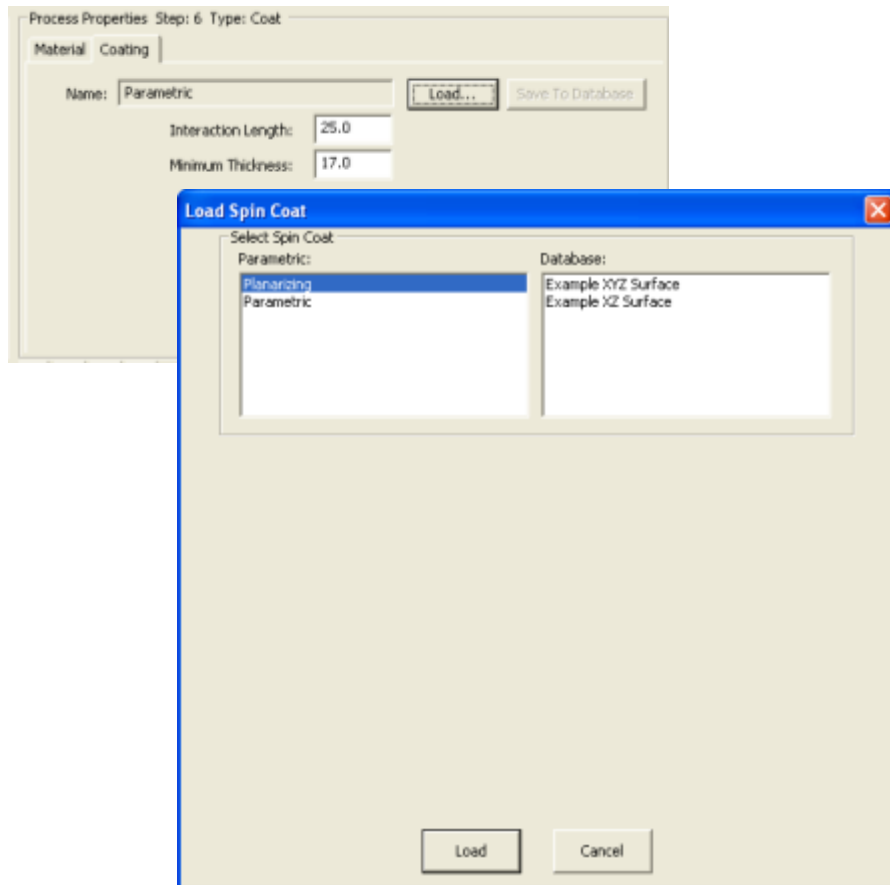 Process Properties Step: 6 Type: Coat
Material Coating
Name: Parametric Load... Save To Database
Interaction Length: 25.0
Minimum Thickness: 17.0
Load Spin Coat
Select Spin Coat
Parametric: Database:
Planarizing Example XYZ Surface
Parametric Example XZ Surface
Load Cancel